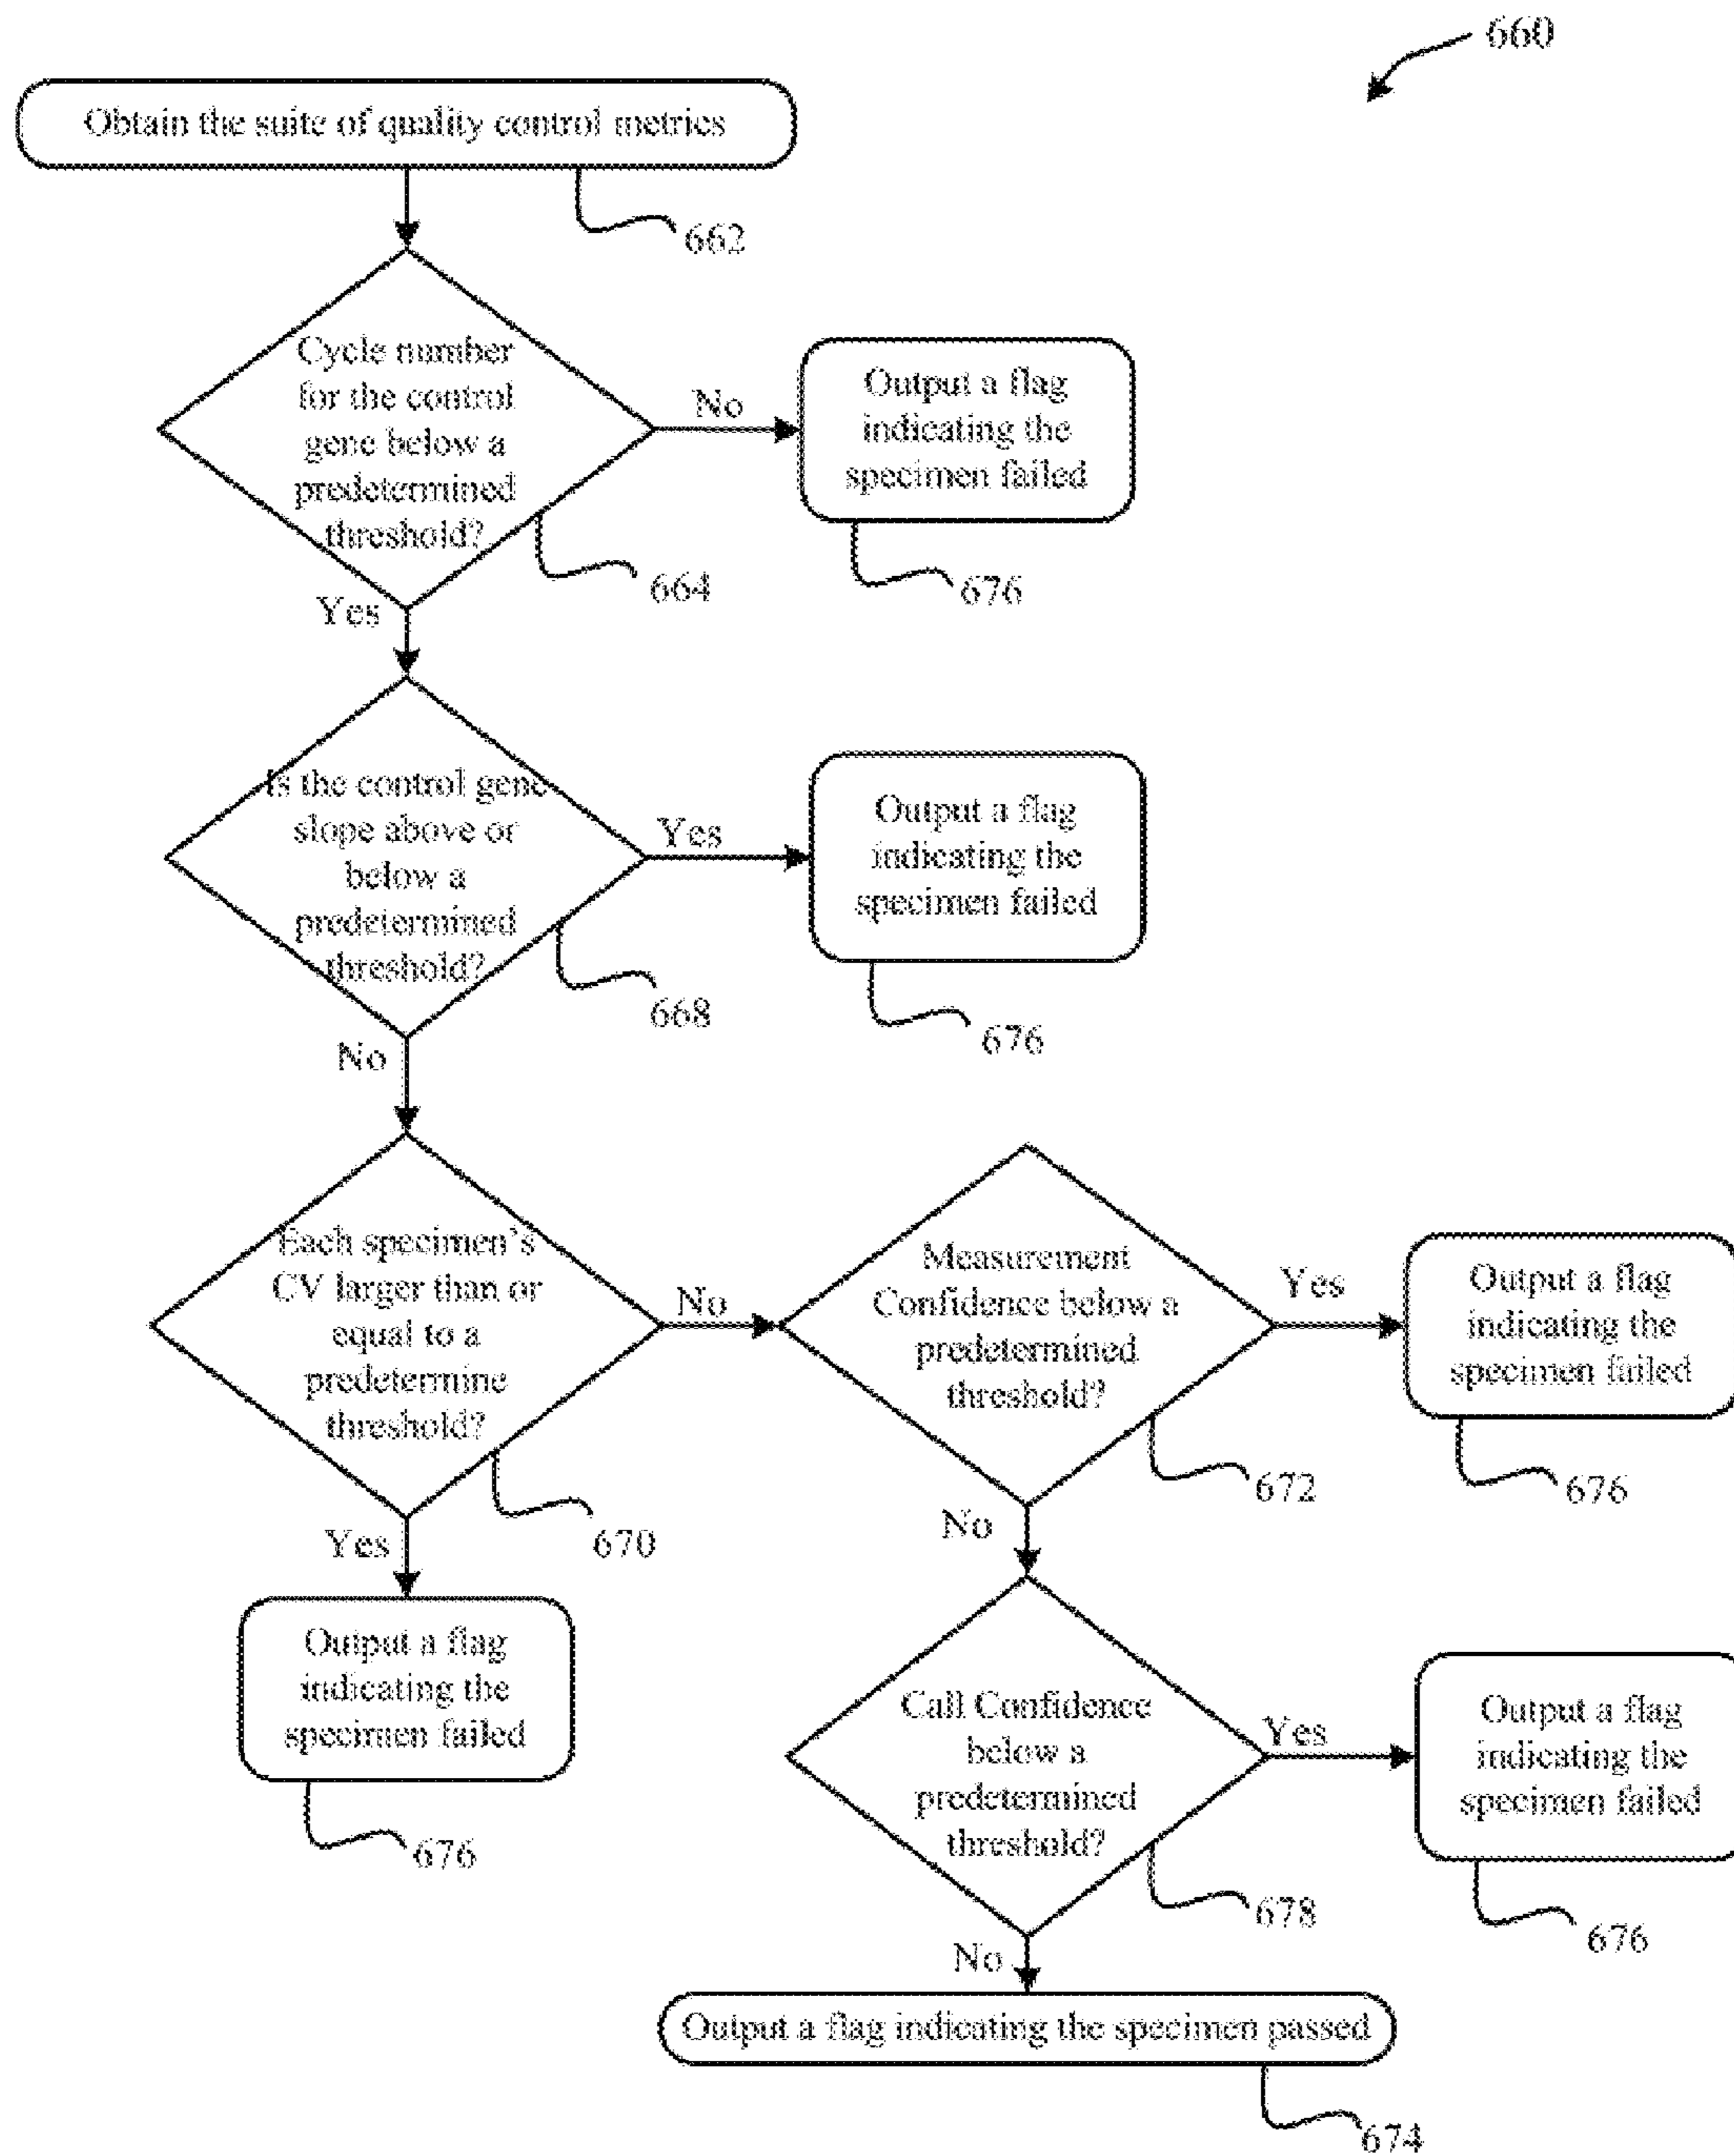 660
Obtain the suite of quality control metrics
662
Cycle number
for the control
gene below a
predetermined
threshold?
No
Output a flag
indicating the
specimen failed
664
676
Yes
Is the control gene
slope above or
below a
predetermined
threshold?
Yes
Output a flag
indicating the
specimen failed
668
676
No
Each specimen's
CV larger than or
equal to a
predetermine
threshold?
No
Measurement
Confidence below a
predetermined
threshold?
Yes
Output a flag
indicating the
specimen failed
670
672
676
Yes
Output a flag
indicating the
specimen failed
676
No
Call Confidence
below a
predetermined
threshold?
Yes
Output a flag
indicating the
specimen failed
678
676
No
Output a flag indicating the specimen passed
674